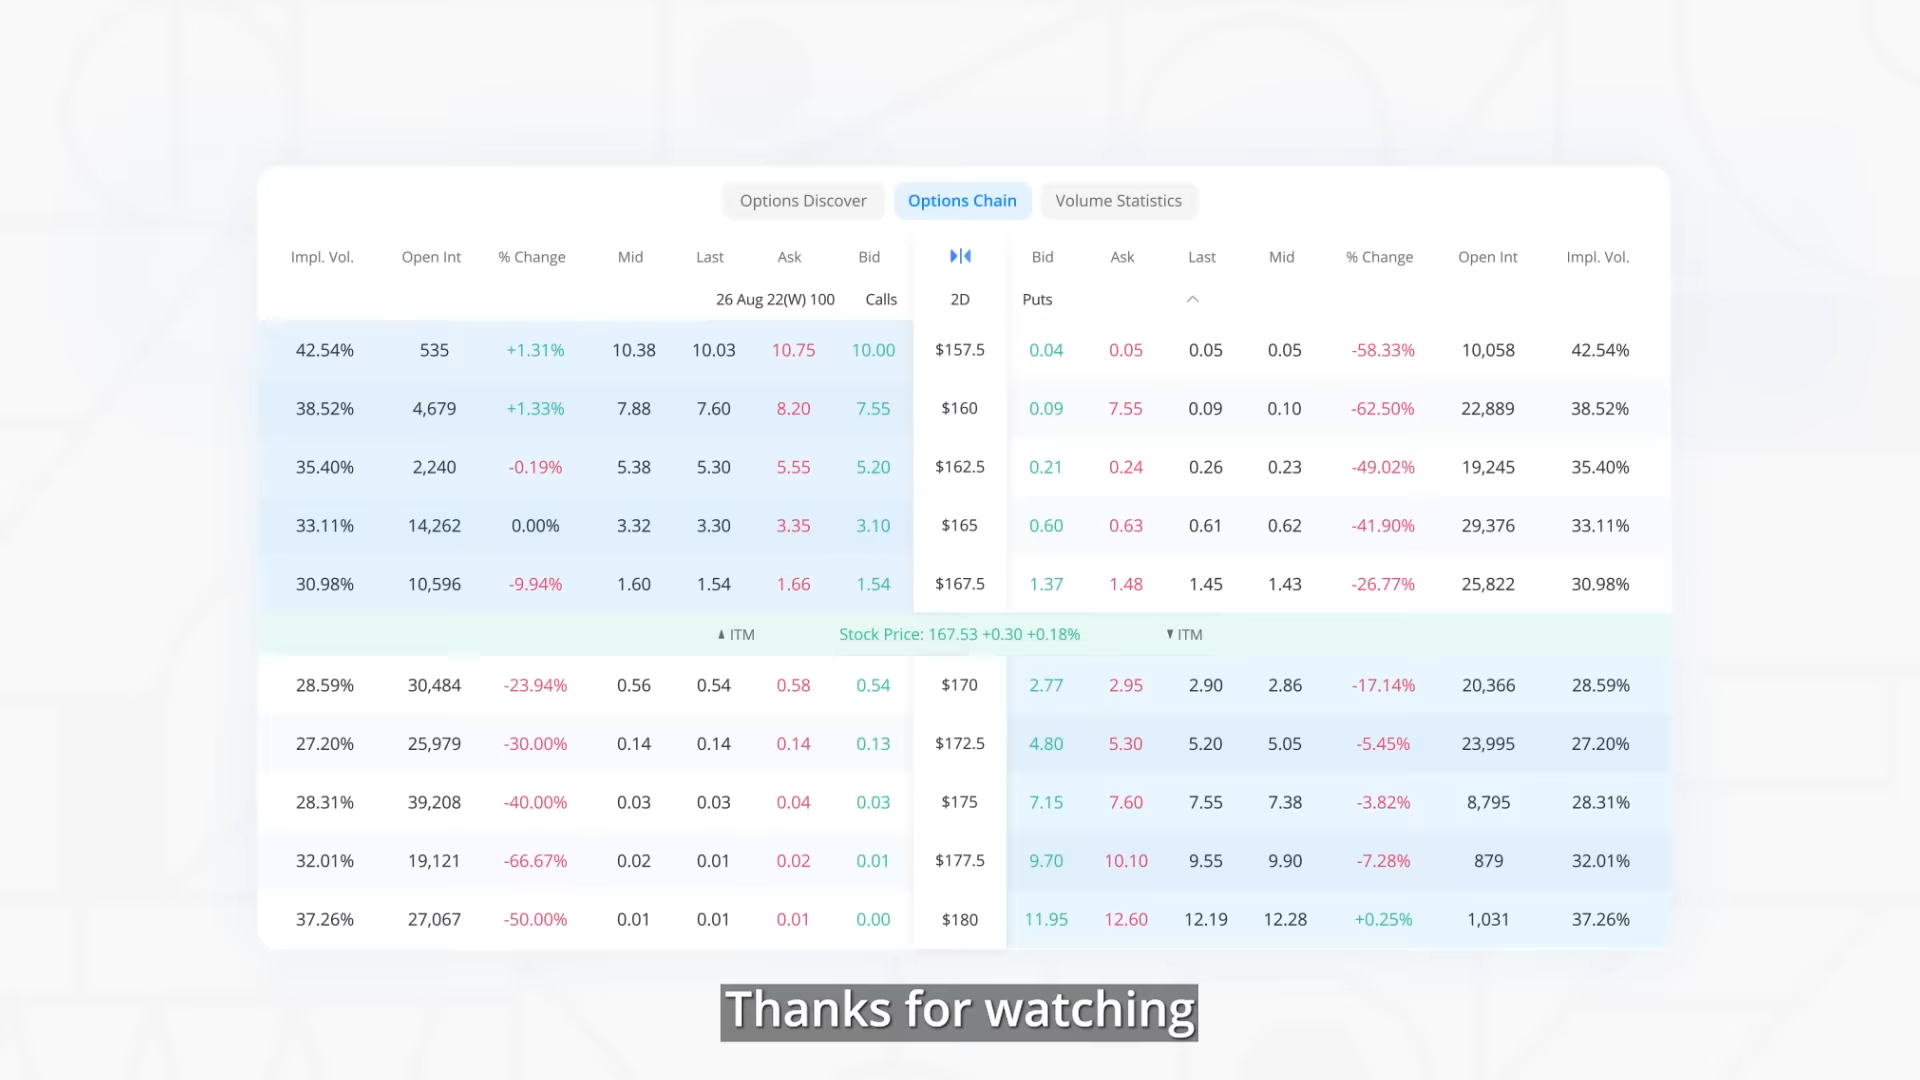 Options Discover Options Chain Volume Statistics
Impl. Vol. Open Int % Change Mid Last Ask Bid Bid Ask Last Mid % Change Open Int Impl. Vol.
26 Aug 22(W) 100 Calls 2D Puts
42.54% 535 +1.31% 10.38 10.03 10.75 10.00 $157.5 0.04 0.05 0.05 0.05 -58.33% 10,058 42.54%
38.52% 4,679 +1.33% 7.88 7.60 8.20 7.55 $160 0.09 7.55 0.09 0.10 -62.50% 22,889 38.52%
35.40% 2,240 -0.19% 5.38 5.30 5.55 5.20 $162.5 0.21 0.24 0.26 0.23 -49.02% 19,245 35.40%
33.11% 14,262 0.00% 3.32 3.30 3.35 3.10 $165 0.60 0.63 0.61 0.62 -41.90% 29,376 33.11%
30.98% 10,596 -9.94% 1.60 1.54 1.66 1.54 $167.5 1.37 1.48 1.45 1.43 -26.77% 25,822 30.98%
ITM Stock Price: 167.53 +0.30 +0.18% ITM
28.59% 30,484 -23.94% 0.56 0.54 0.58 0.54 $170 2.77 2.95 2.90 2.86 -17.14% 20,366 28.59%
27.20% 25,979 -30.00% 0.14 0.14 0.14 0.13 $172.5 4.80 5.30 5.20 5.05 -5.45% 23,995 27.20%
28.31% 39,208 -40.00% 0.03 0.03 0.04 0.03 $175 7.15 7.60 7.55 7.38 -3.82% 8,795 28.31%
32.01% 19,121 -66.67% 0.02 0.01 0.02 0.01 $177.5 9.70 10.10 9.55 9.90 -7.28% 879 32.01%
37.26% 27,067 -50.00% 0.01 0.01 0.01 0.00 $180 11.95 12.60 12.19 12.28 +0.25% 1,031 37.26%
Thanks for watching